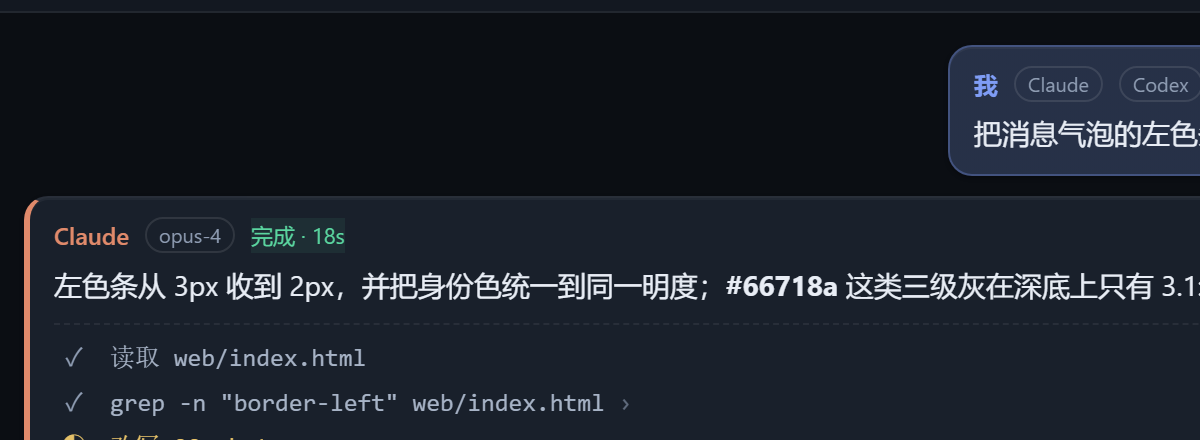 我 Claude Codex
把消息气泡的左色
Claude opus-4 完成 · 18s
左色条从 3px 收到 2px，并把身份色统一到同一明度；#66718a 这类三级灰在深底上只有 3.1
✓ 读取 web/index.html
✓ grep -n "border-left" web/index.html ›